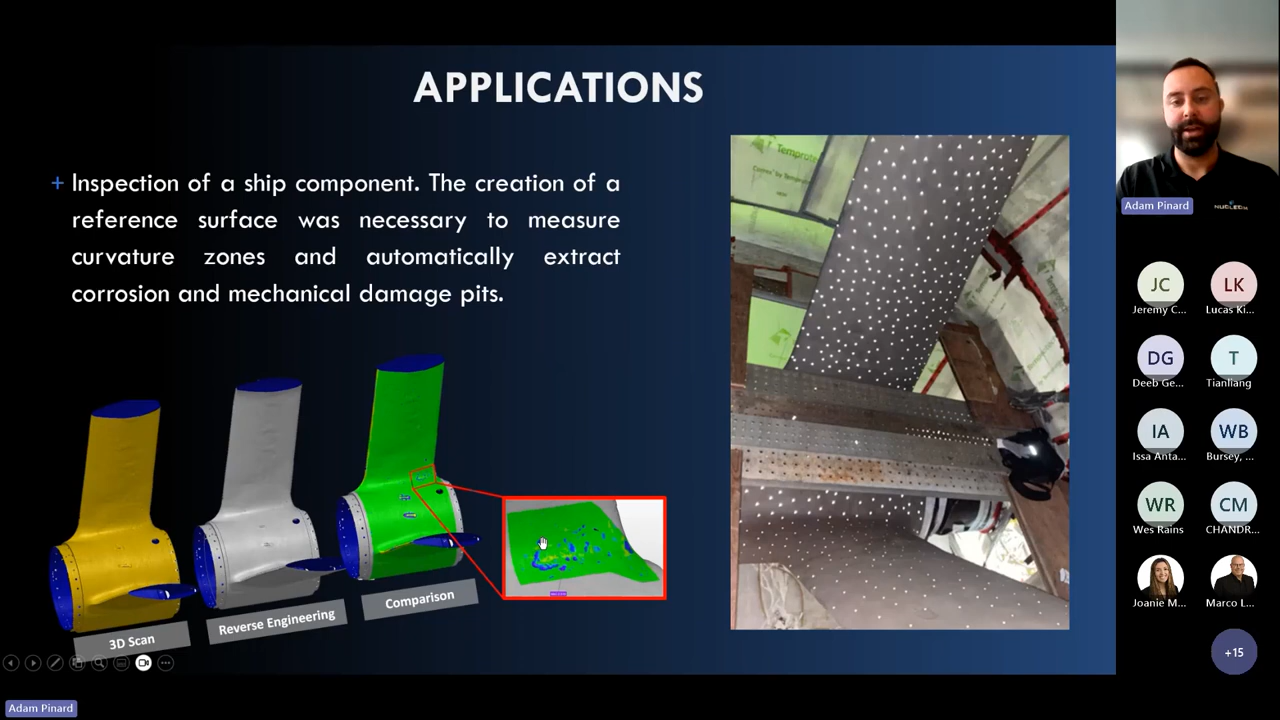 APPLICATIONS
+ Inspection of a ship component. The creation of a
reference surface was necessary to measure
curvature zones and automatically extract
corrosion and mechanical damage pits.
3D Scan
Reverse Engineering
Comparison
Adam Pinard
NUCLEOM
JC
Jeremy C...
LK
Lucas Ki...
DG
Deeb Ge...
T
Tianliang
IA
Issa Anta...
WB
Bursey, ...
WR
Wes Rains
CM
CHANDR...
Joanie M...
Marco L...
+15
Adam Pinard